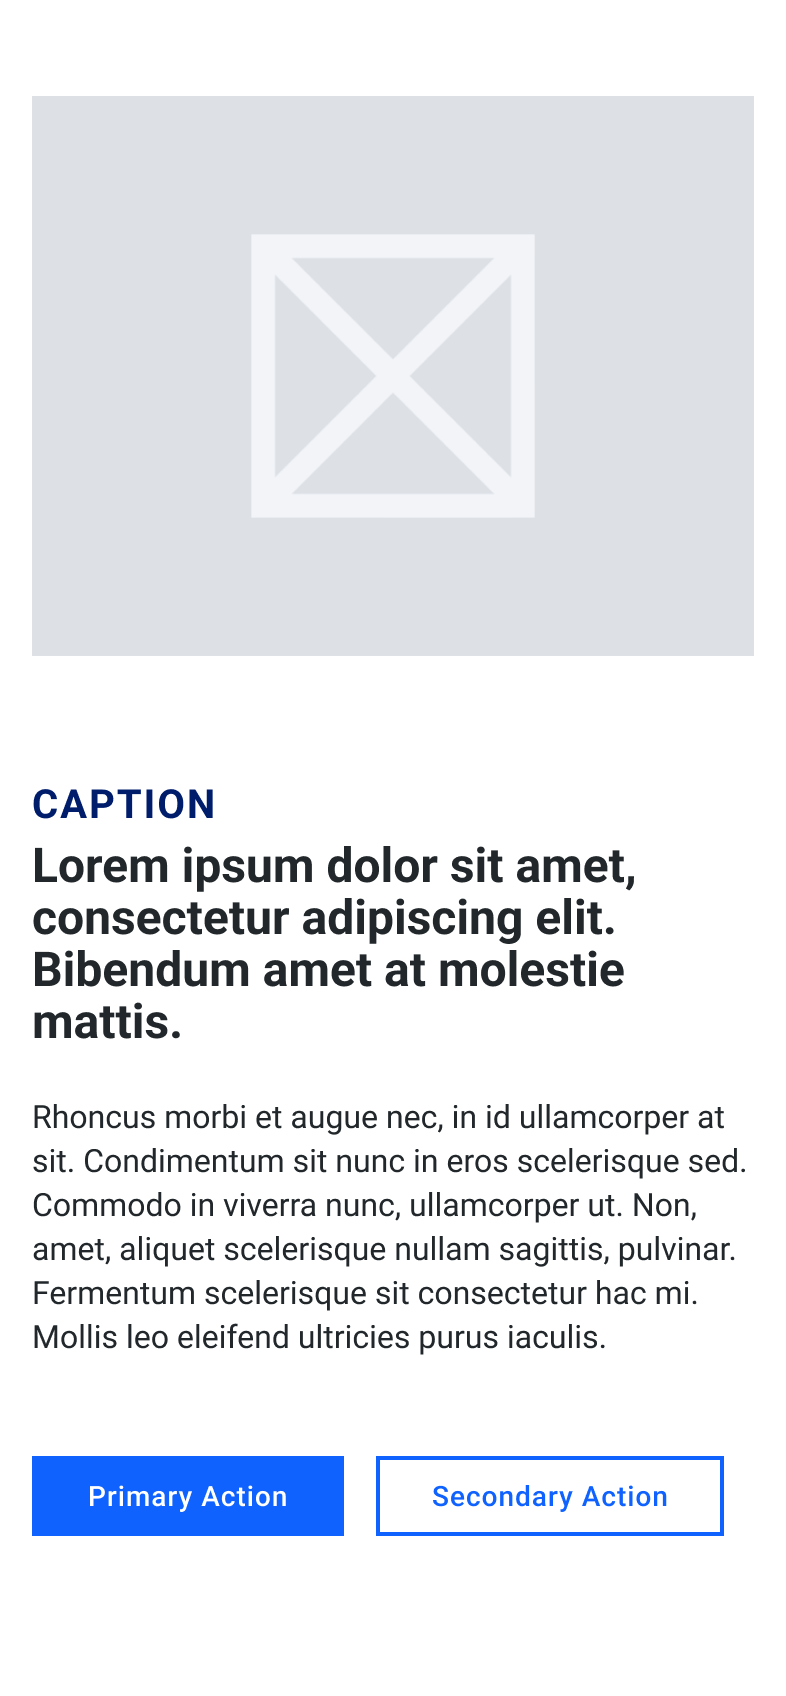 CAPTION
Lorem ipsum dolor sit amet,
consectetur adipiscing elit.
Bibendum amet at molestie
mattis.
Rhoncus morbi et augue nec, in id ullamcorper at
sit. Condimentum sit nunc in eros scelerisque sed.
Commodo in viverra nunc, ullamcorper ut. Non,
amet, aliquet scelerisque nullam sagittis, pulvinar.
Fermentum scelerisque sit consectetur hac mi.
Mollis leo eleifend ultricies purus iaculis.
Primary Action
Secondary Action